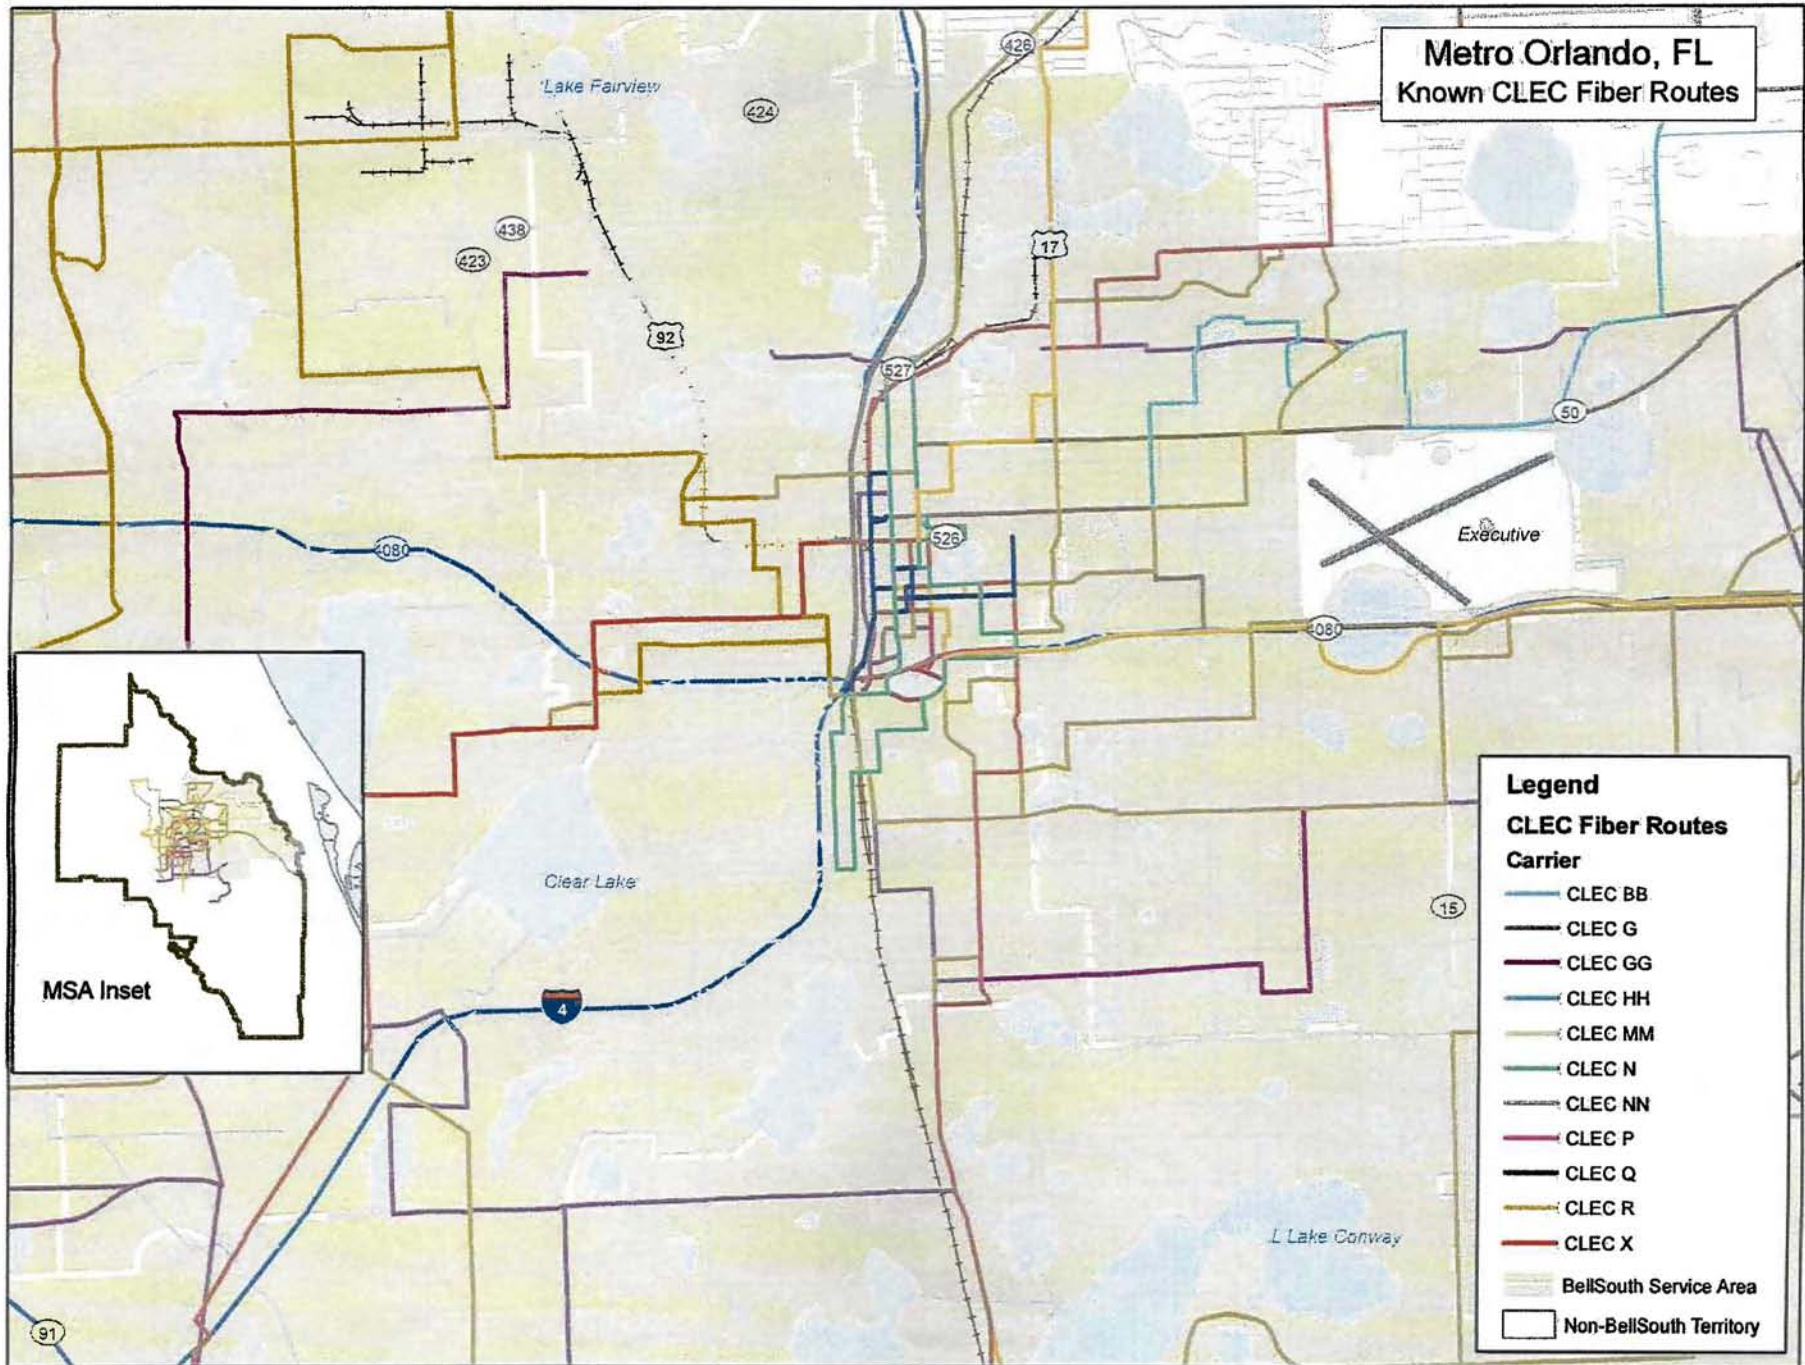 Metro Orlando, FL
Known CLEC Fiber Routes
426
Lake Fairview
424
17
438
423
92
527
50
526
Executive
4080
4080
MSA Inset
Clear Lake
15
4
L Lake Conway
91
Legend
CLEC Fiber Routes
Carrier
CLEC BB
CLEC G
CLEC GG
CLEC HH
CLEC MM
CLEC N
CLEC NN
CLEC P
CLEC Q
CLEC R
CLEC X
BellSouth Service Area
Non-BellSouth Territory